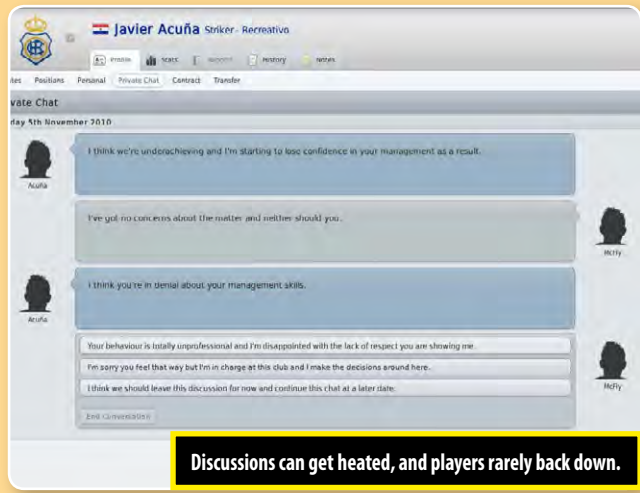 Javier Acuña Striker - Recreativo
Profile Stats History Notes
Positions Personal Private Chat Contract Transfer
vate Chat
day 5th November 2010
I think we're underachieving and I'm starting to lose confidence in your management as a result.
Acuña
I've got no concerns about the matter and neither should you.
McFly
I think you're in denial about your management skills.
Acuña
Your behaviour is totally unprofessional and I'm disappointed with the lack of respect you are showing me.
I'm sorry you feel that way but I'm in charge at this club and I make the decisions around here.
McFly
I think we should leave this discussion for now and continue this chat at a later date.
End Conversation
Discussions can get heated, and players rarely back down.